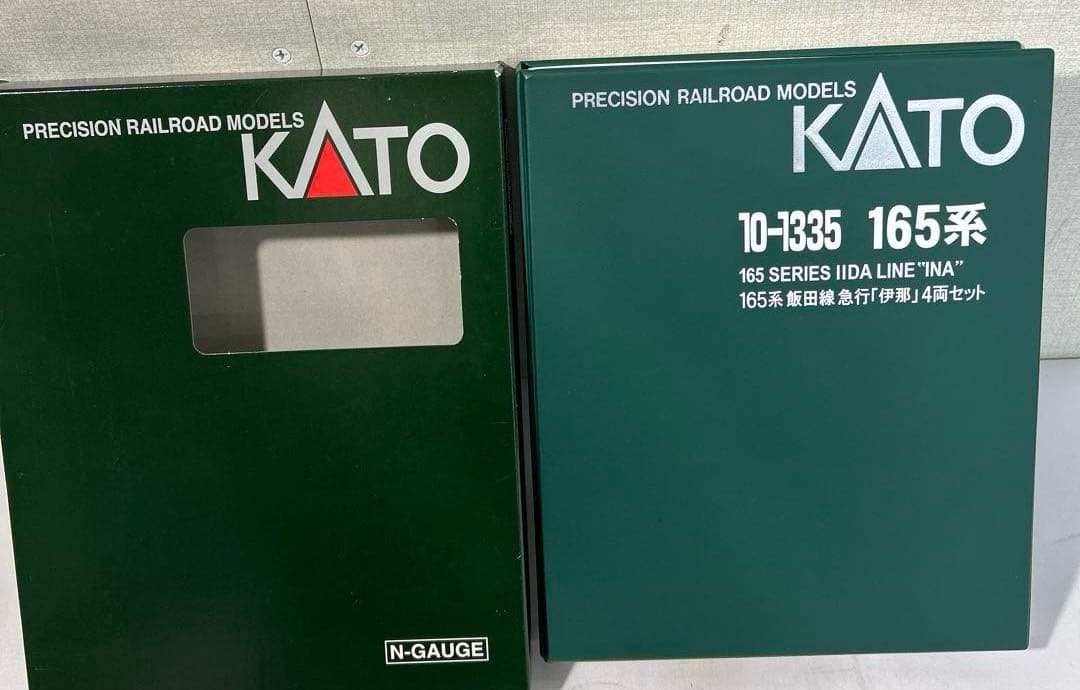 PRECISION RAILROAD MODELS
KATO
N-GAUGE
PRECISION RAILROAD MODELS
KATO
10-1335 165系
165 SERIES IIDA LINE "INA"
165系 飯田線 急行「伊那」4両セット